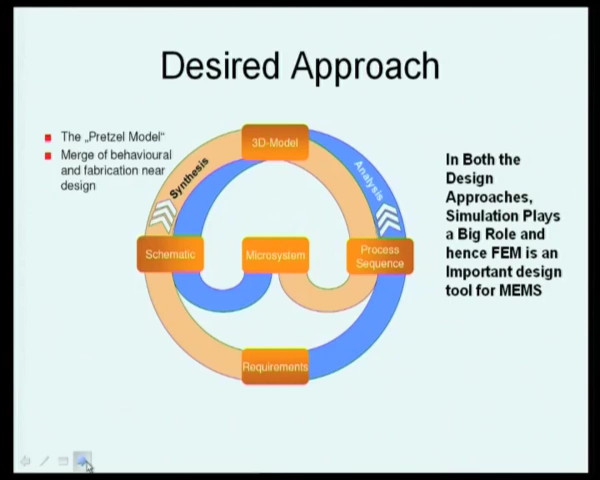 Desired Approach
The „Pretzel Model“
Merge of behavioural
and fabrication near
design
3D-Model
Synthesis
Analysis
Schematic
Microsystem
Process
Sequence
Requirements
In Both the
Design
Approaches,
Simulation Plays
a Big Role and
hence FEM is an
Important design
tool for MEMS